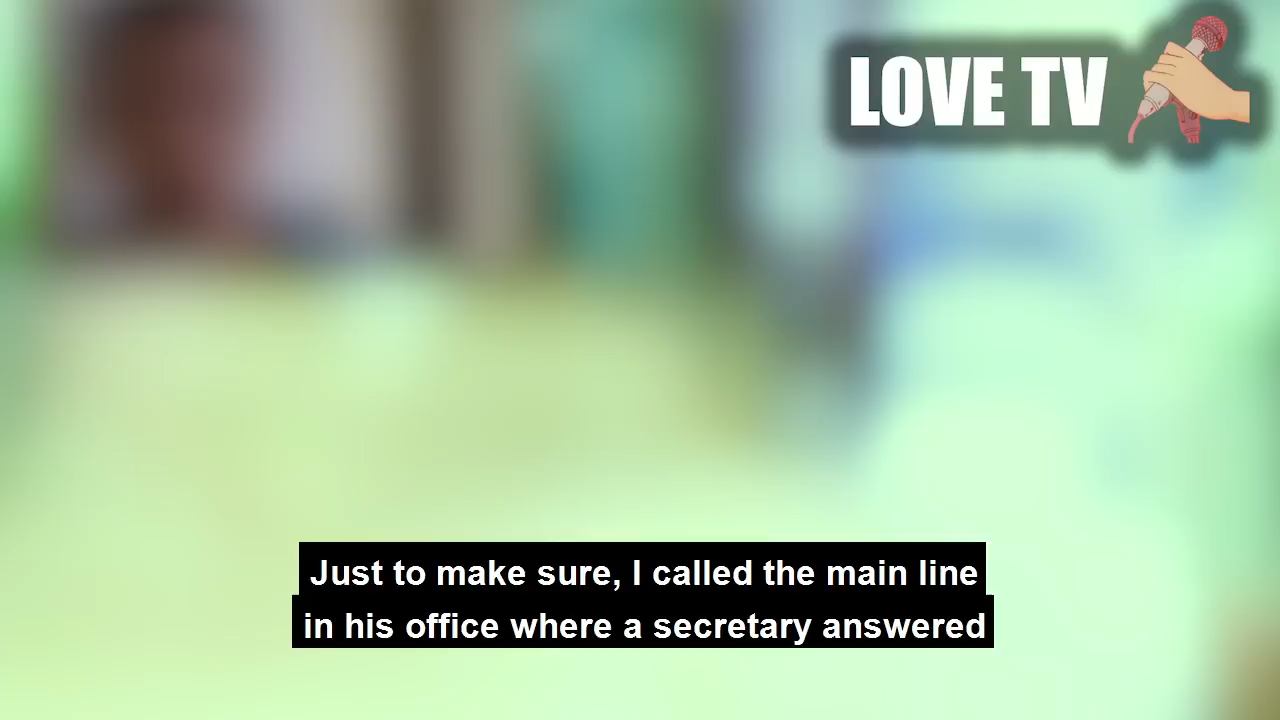 LOVE TV
Just to make sure, I called the main line
in his office where a secretary answered